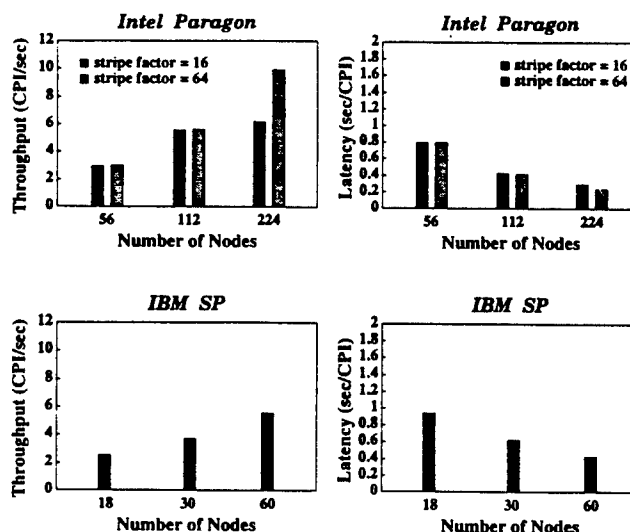 Intel Paragon
Throughput (CPI/sec)
12
10
8
6
4
2
0
stripe factor = 16
stripe factor = 64
56 112 224
Number of Nodes
Intel Paragon
Latency (sec/CPI)
2
1.8
1.6
1.4
1.2
1
0.8
0.6
0.4
0.2
0
stripe factor = 16
stripe factor = 64
56 112 224
Number of Nodes
IBM SP
Throughput (CPI/sec)
12
10
8
6
4
2
0
18 30 60
Number of Nodes
IBM SP
Latency (sec/CPI)
2
1.8
1.6
1.4
1.2
1
0.8
0.6
0.4
0.2
0
18 30 60
Number of Nodes